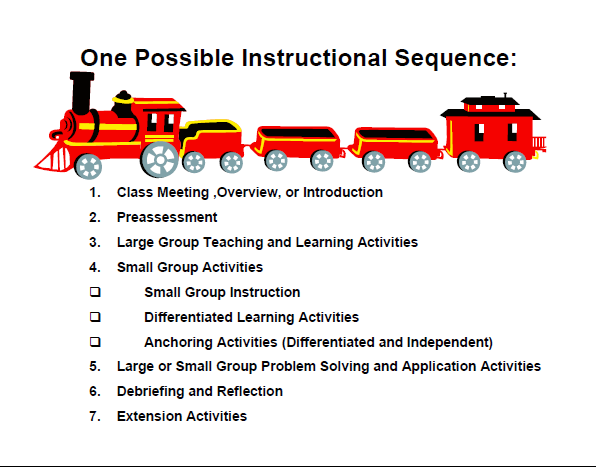 One Possible Instructional Sequence:
1. Class Meeting ,Overview, or Introduction
2. Preassessment
3. Large Group Teaching and Learning Activities
4. Small Group Activities
❑ Small Group Instruction
❑ Differentiated Learning Activities
❑ Anchoring Activities (Differentiated and Independent)
5. Large or Small Group Problem Solving and Application Activities
6. Debriefing and Reflection
7. Extension Activities